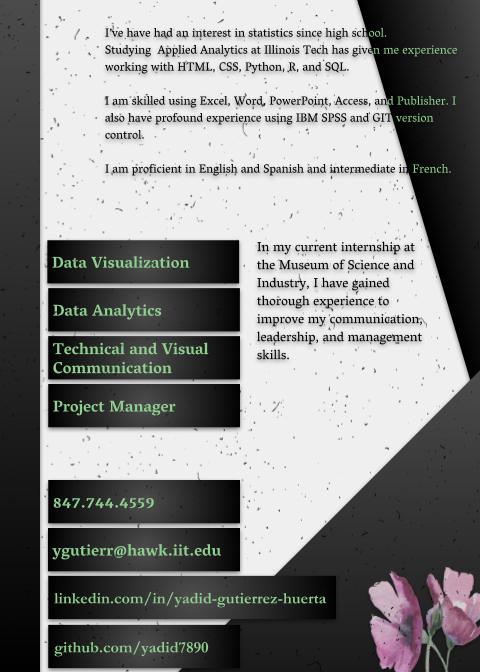 I've have had an interest in statistics since high school.
Studying Applied Analytics at Illinois Tech has given me experience
working with HTML, CSS, Python, R, and SQL.
I am skilled using Excel, Word, PowerPoint, Access, and Publisher. I
also have profound experience using IBM SPSS and GIT version
control.
I am proficient in English and Spanish and intermediate in French.
In my current internship at
the Museum of Science and
Industry, I have gained
thorough experience to
improve my communication,
leadership, and management
skills.
Data Visualization
Data Analytics
Technical and Visual
Communication
Project Manager
847.744.4559
ygutierr@hawk.iit.edu
linkedin.com/in/yadid-gutierrez-huerta
github.com/yadid7890